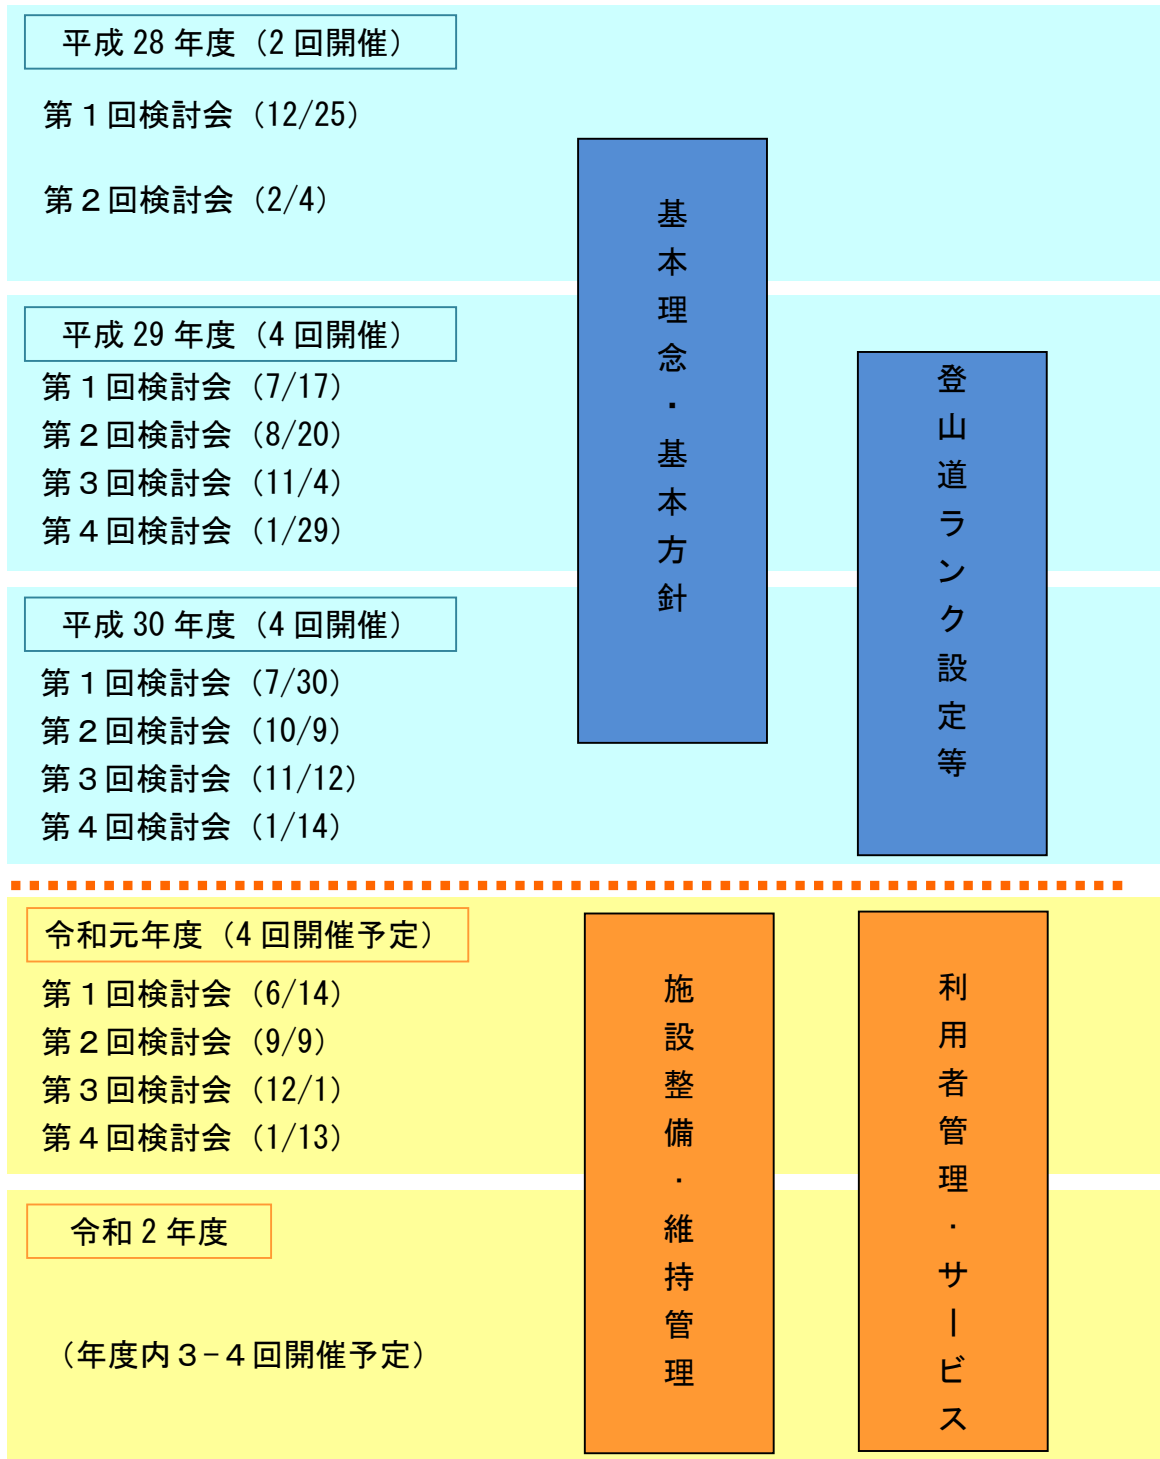 平成 28 年度（2 回開催）
第１回検討会（12/25）
第２回検討会（2/4）
平成 29 年度（4 回開催）
第１回検討会（7/17）
第２回検討会（8/20）
第３回検討会（11/4）
第４回検討会（1/29）
平成 30 年度（4 回開催）
第１回検討会（7/30）
第２回検討会（10/9）
第３回検討会（11/12）
第４回検討会（1/14）
基本理念・基本方針
登山道ランク設定等
令和元年度（4 回開催予定）
第１回検討会（6/14）
第２回検討会（9/9）
第３回検討会（12/1）
第４回検討会（1/13）
令和 2 年度
（年度内３−４回開催予定）
施設整備・維持管理
利用者管理・サービス